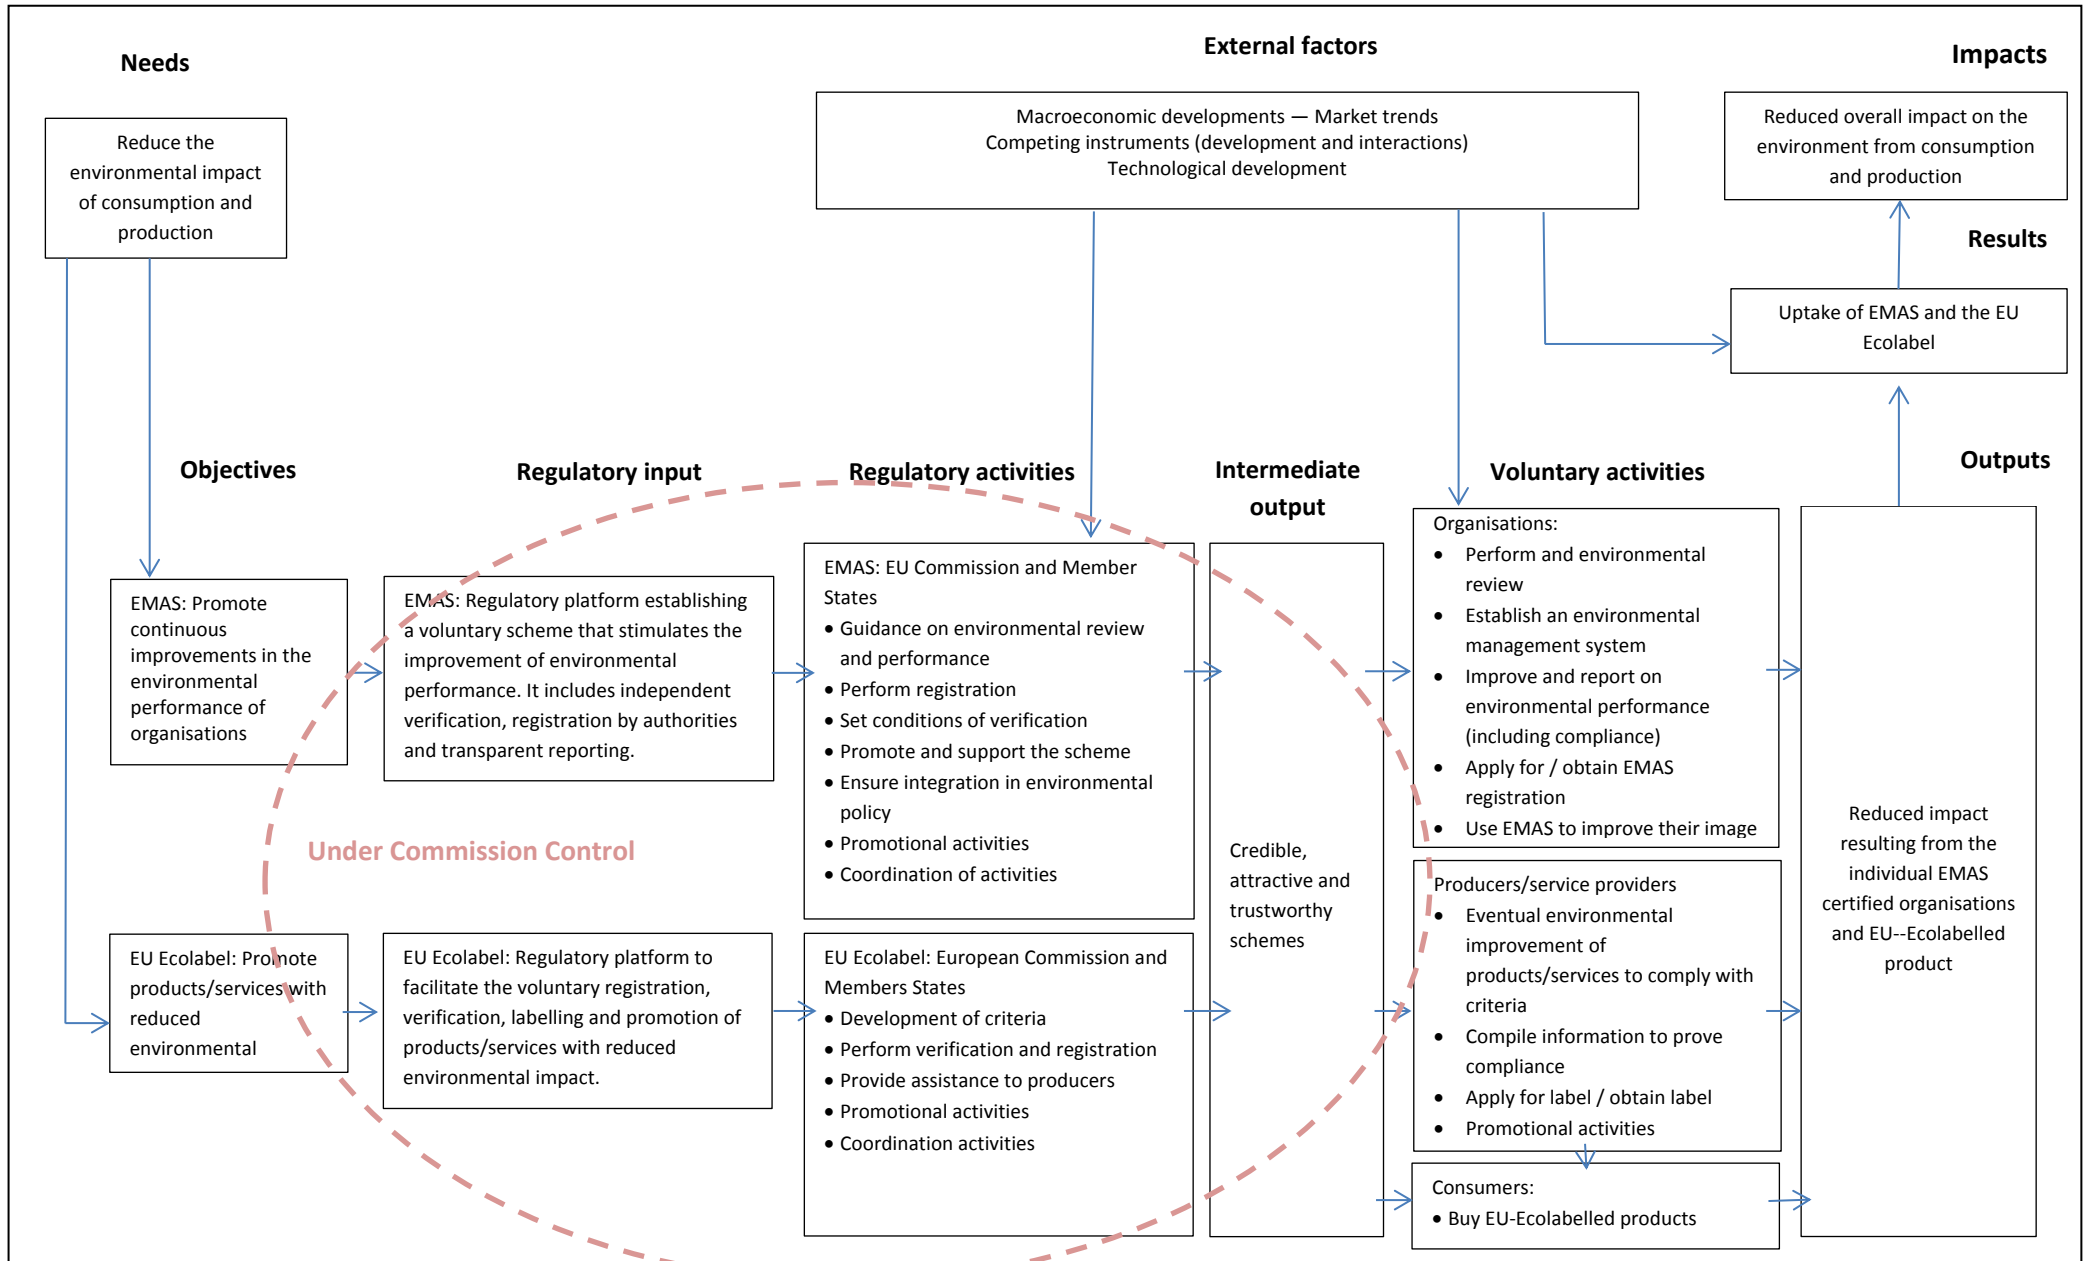 Needs
External factors
Impacts
Reduce the
environmental impact
of consumption and
production
Macroeconomic developments — Market trends
Competing instruments (development and interactions)
Technological development
Reduced overall impact on the
environment from consumption
and production
Results
Uptake of EMAS and the EU
Ecolabel
Objectives
Regulatory input
Regulatory activities
Intermediate
output
Voluntary activities
Outputs
EMAS: Promote
continuous
improvements in the
environmental
performance of
organisations
EMAS: Regulatory platform establishing
a voluntary scheme that stimulates the
improvement of environmental
performance. It includes independent
verification, registration by authorities
and transparent reporting.
EMAS: EU Commission and Member
States
• Guidance on environmental review
and performance
• Perform registration
• Set conditions of verification
• Promote and support the scheme
• Ensure integration in environmental
policy
• Promotional activities
• Coordination of activities
Under Commission Control
EU Ecolabel: Promote
products/services with
reduced
environmental
EU Ecolabel: Regulatory platform to
facilitate the voluntary registration,
verification, labelling and promotion of
products/services with reduced
environmental impact.
EU Ecolabel: European Commission and
Members States
• Development of criteria
• Perform verification and registration
• Provide assistance to producers
• Promotional activities
• Coordination activities
Credible,
attractive and
trustworthy
schemes
Organisations:
• Perform and environmental
review
• Establish an environmental
management system
• Improve and report on
environmental performance
(including compliance)
• Apply for / obtain EMAS
registration
• Use EMAS to improve their image
Producers/service providers
• Eventual environmental
improvement of
products/services to comply with
criteria
• Compile information to prove
compliance
• Apply for label / obtain label
• Promotional activities
Consumers:
• Buy EU-Ecolabelled products
Reduced impact
resulting from the
individual EMAS
certified organisations
and EU--Ecolabelled
product